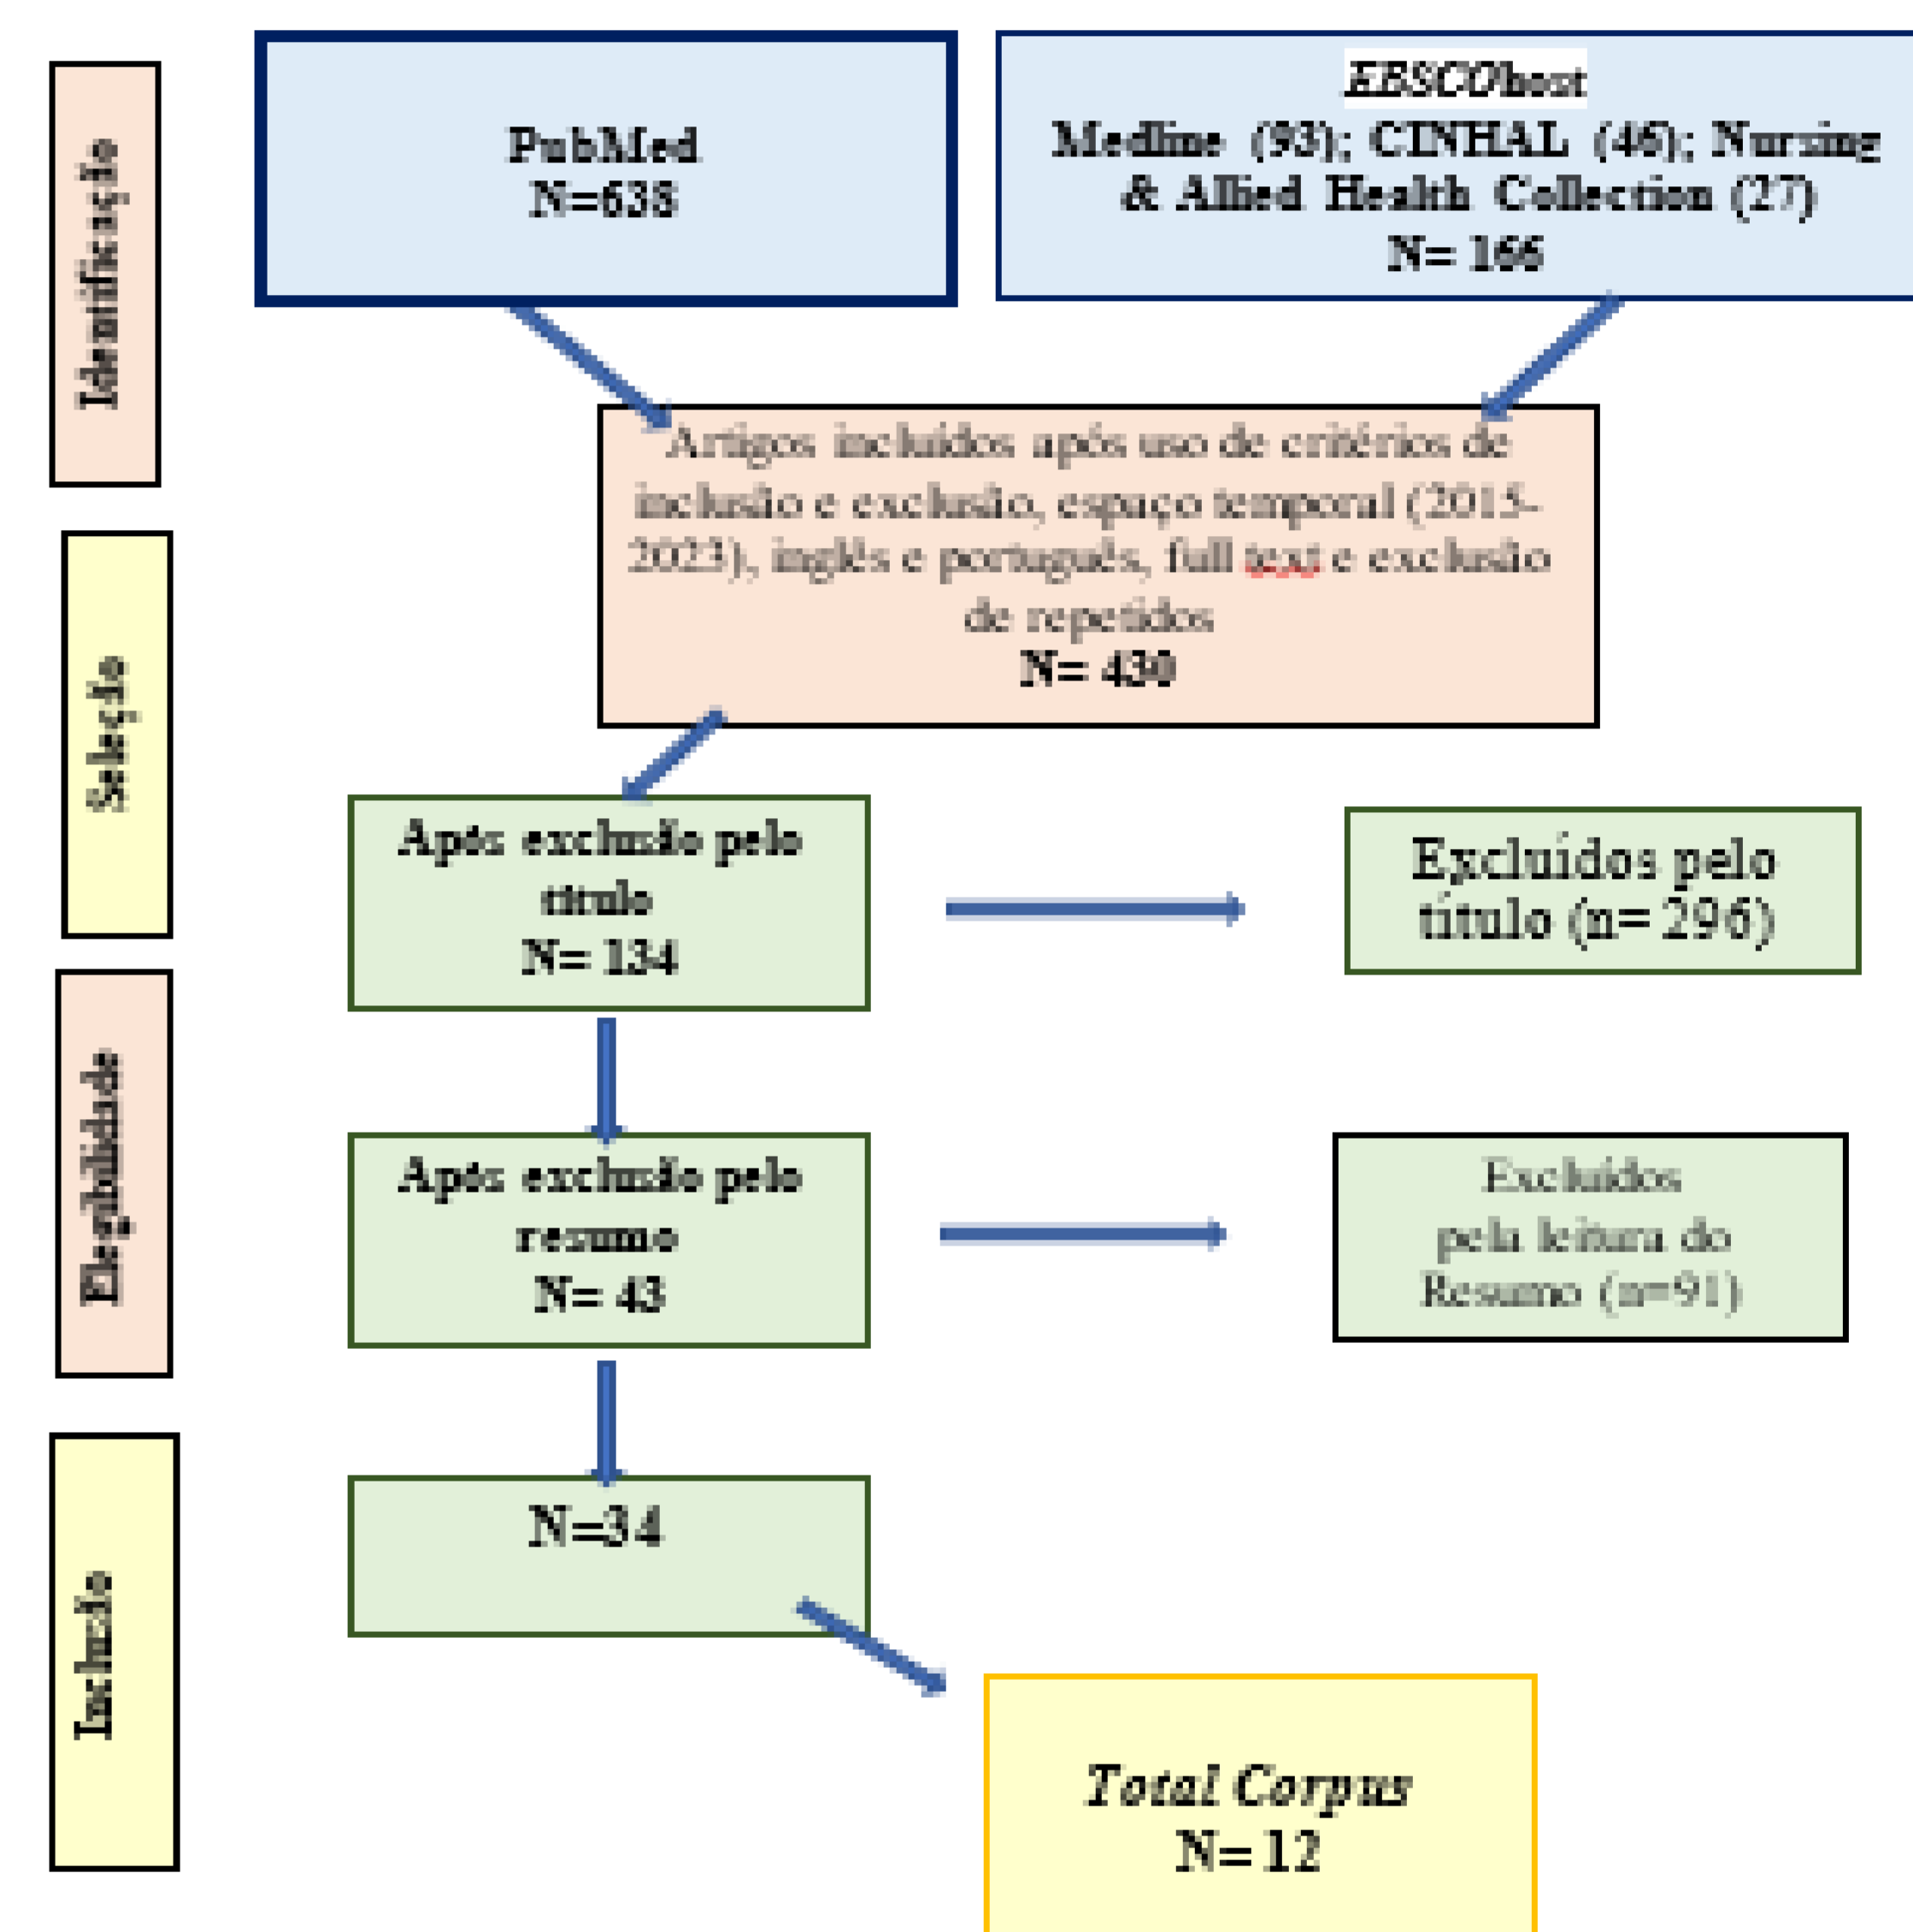 Identificação
PubMed
N=638
EBSCOhost
Medline (93); CINHAL (46); Nursing
& Allied Health Collection (27)
N= 166
Artigos incluídos após uso de critérios de
inclusão e exclusão, espaço temporal (2015-
2023), inglês e português, full text e exclusão
de repetidos
N= 430
Seleção
Após exclusão pelo
título
N= 134
Excluídos pelo
título (n= 296)
Elegibilidade
Após exclusão pelo
resumo
N= 43
Excluídos
pela leitura do
Resumo (n=91)
Inclusão
N=34
Total Corpus
N= 12